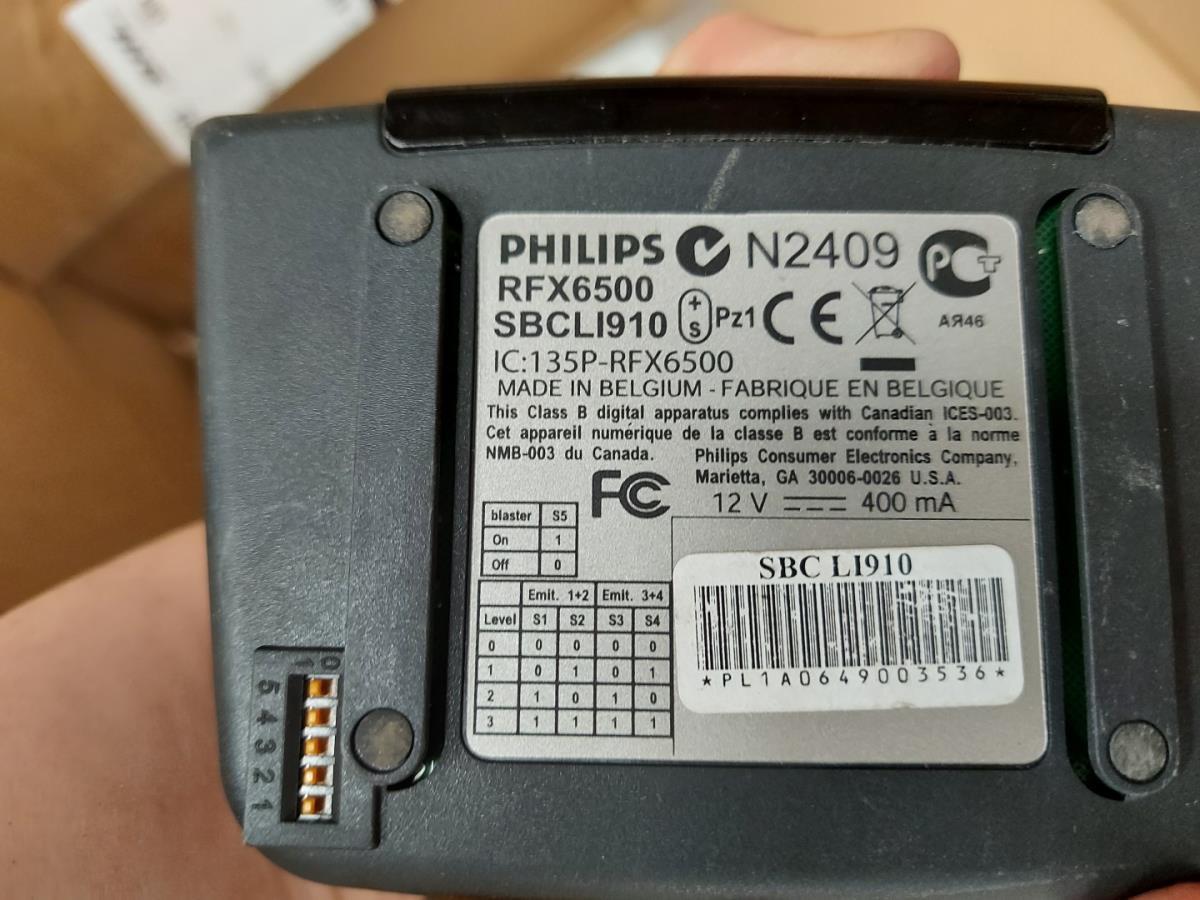 PHILIPS N2409
RFX6500
SBCLI910 + S Pz1 CE
PCT
АЯ46
IC:135P-RFX6500
MADE IN BELGIUM - FABRIQUE EN BELGIQUE
This Class B digital apparatus complies with Canadian ICES-003.
Cet appareil numérique de la classe B est conforme à la norme
NMB-003 du Canada. Philips Consumer Electronics Company,
Marietta, GA 30006-0026 U.S.A.
FC
12 V 400 mA
blaster S5
On 1
Off 0
Emit. 1+2 Emit. 3+4
Level S1 S2 S3 S4
0 0 0 0 0
1 0 1 0 1
2 1 0 1 0
3 1 1 1 1
SBC LI910
*PL1A0649003536*
1 0
5
4
3
2
1